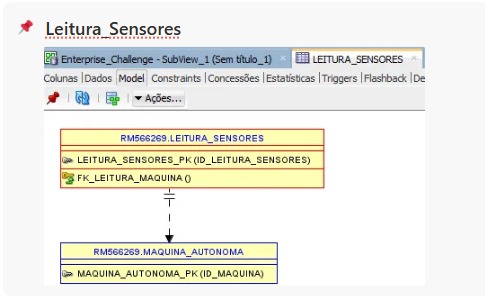 Leitura_Sensores
Enterprise_Challenge - SubView_1 (Sem título_1) LEITURA_SENSORES
Colunas Dados Model Constraints Concessões Estatísticas Triggers Flashback De
Ações...
RM566269.LEITURA_SENSORES
LEITURA_SENSORES_PK (ID_LEITURA_SENSORES)
FK_LEITURA_MAQUINA ()
RM566269.MAQUINA_AUTONOMA
MAQUINA_AUTONOMA_PK (ID_MAQUINA)